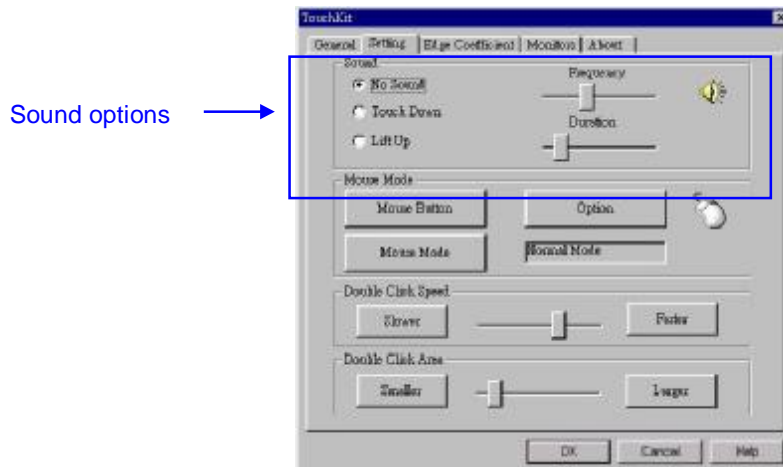 TouchKit
General Setting Edge Coefficient Monitors About
Sound options
Sound
No Sound
Frequency
Touch Down
Duration
Lift Up
Mouse Mode
Mouse Button
Option
Mouse Mode
Normal Mode
Double Click Speed
Slower
Faster
Double Click Area
Smaller
Larger
OK
Cancel
Help